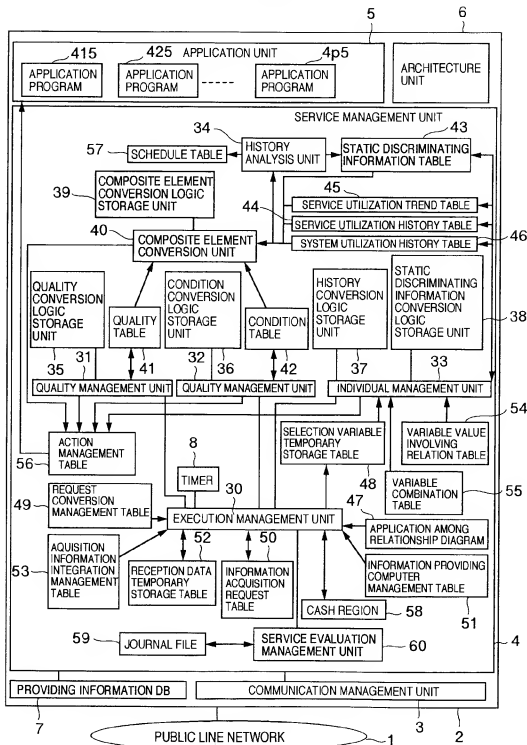 5
6
415
425
4p5
APPLICATION UNIT
APPLICATION
PROGRAM
APPLICATION
PROGRAM
APPLICATION
PROGRAM
ARCHITECTURE
UNIT
SERVICE MANAGEMENT UNIT
34
43
57
SCHEDULE TABLE
HISTORY
ANALYSIS UNIT
STATIC DISCRIMINATING
INFORMATION TABLE
39
COMPOSITE ELEMENT
CONVERSION LOGIC
STORAGE UNIT
45
SERVICE UTILIZATION TREND TABLE
44
SERVICE UTILIZATION HISTORY TABLE
46
SYSTEM UTILIZATION HISTORY TABLE
40
COMPOSITE ELEMENT
CONVERSION UNIT
QUALITY
CONVERSION
LOGIC
STORAGE UNIT
QUALITY
TABLE
CONDITION
CONVERSION
LOGIC
STORAGE
UNIT
CONDITION
TABLE
HISTORY
CONVERSION
LOGIC
STORAGE
UNIT
STATIC
DISCRIMINATING
INFORMATION
CONVERSION
LOGIC
STORAGE UNIT
38
35
31
41
32
36
42
37
33
QUALITY MANAGEMENT UNIT
QUALITY MANAGEMENT UNIT
INDIVIDUAL MANAGEMENT UNIT
56
ACTION
MANAGEMENT
TABLE
SELECTION VARIABLE
TEMPORARY
STORAGE TABLE
48
VARIABLE VALUE
INVOLVING
RELATION TABLE
54
8
TIMER
VARIABLE
COMBINATION
TABLE
55
49
REQUEST
CONVERSION
MANAGEMENT TABLE
30
EXECUTION MANAGEMENT UNIT
47
APPLICATION AMONG
RELATIONSHIP DIAGRAM
53
AQUISITION
INFORMATION
INTEGRATION
MANAGEMENT
TABLE
52
RECEPTION DATA
TEMPORARY
STORAGE TABLE
50
INFORMATION
ACQUISITION
REQUEST
TABLE
INFORMATION PROVIDING
COMPUTER
MANAGEMENT TABLE
51
CASH REGION
58
59
JOURNAL FILE
SERVICE EVALUATION
MANAGEMENT UNIT
60
4
PROVIDING INFORMATION DB
COMMUNICATION MANAGEMENT UNIT
7
3
2
PUBLIC LINE NETWORK
1